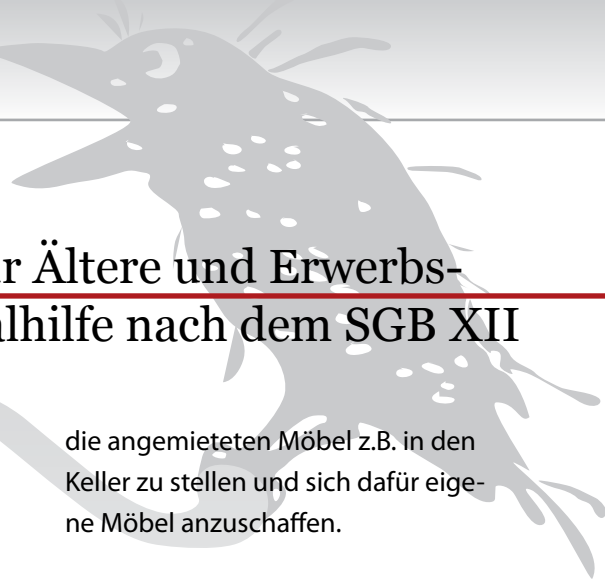 r Ältere und Erwerbs-
lhilfe nach dem SGB XII
die angemieteten Möbel z.B. in den
Keller zu stellen und sich dafür eige-
ne Möbel anzuschaffen.